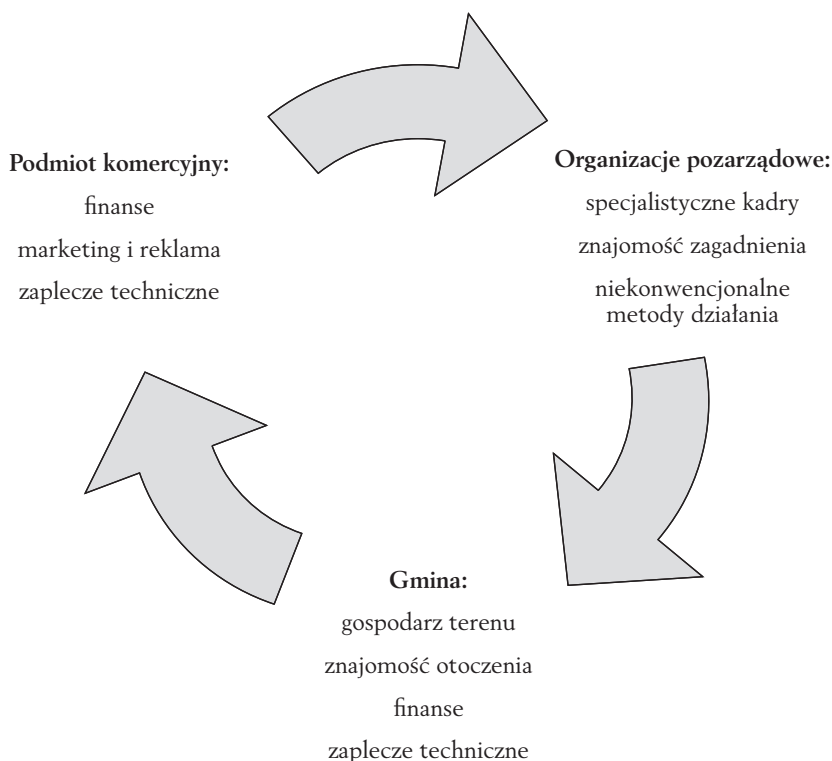 Podmiot komercyjny:
finanse
marketing i reklama
zaplecze techniczne
Organizacje pozarządowe:
specjalistyczne kadry
znajomość zagadnienia
niekonwencjonalne
metody działania
Gmina:
gospodarz terenu
znajomość otoczenia
finanse
zaplecze techniczne